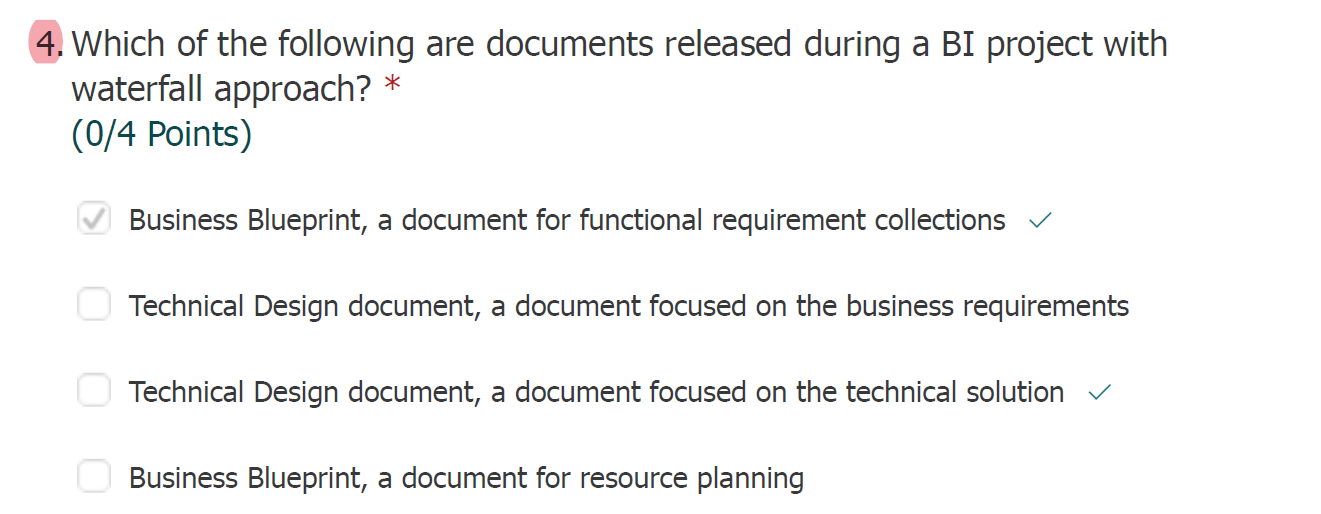 4. Which of the following are documents released during a BI project with
waterfall approach? *
(0/4 Points)
Business Blueprint, a document for functional requirement collections
Technical Design document, a document focused on the business requirements
Technical Design document, a document focused on the technical solution
Business Blueprint, a document for resource planning